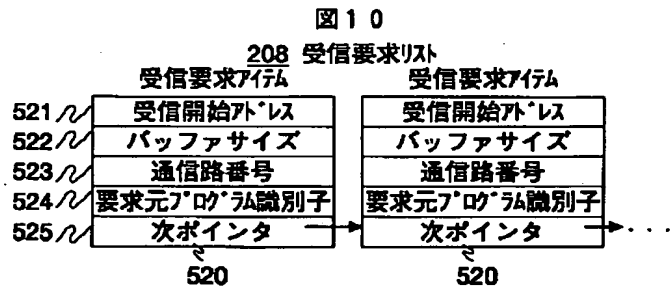 図10
208 受信要求リスト
受信要求アイテム 受信要求アイテム
521 受信開始アドレス 受信開始アドレス
522 バッファサイズ バッファサイズ
523 通信路番号 通信路番号
524 要求元プログラム識別子 要求元プログラム識別子
525 次ポインタ 次ポインタ ...
520 520